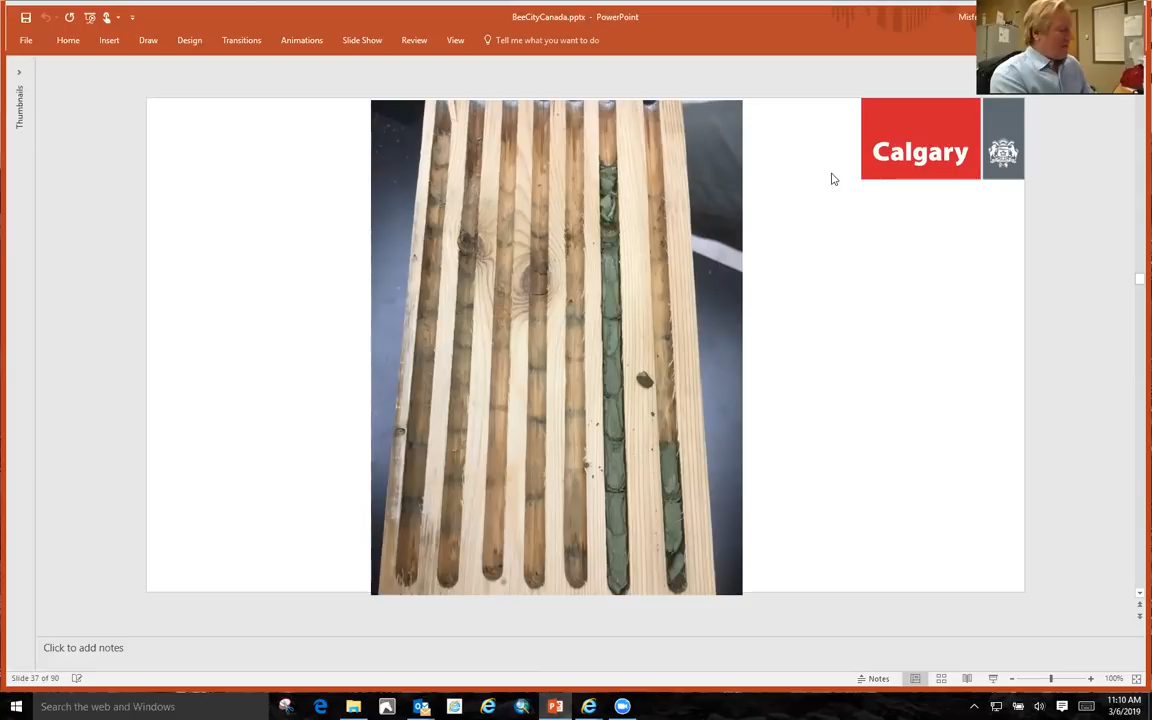 BeeCityCanada.pptx - PowerPoint
Misfe
File Home Insert Draw Design Transitions Animations Slide Show Review View Tell me what you want to do
Thumbnails
Calgary
Click to add notes
Slide 37 of 90
Notes
100%
Search the web and Windows
11:10 AM
3/6/2019